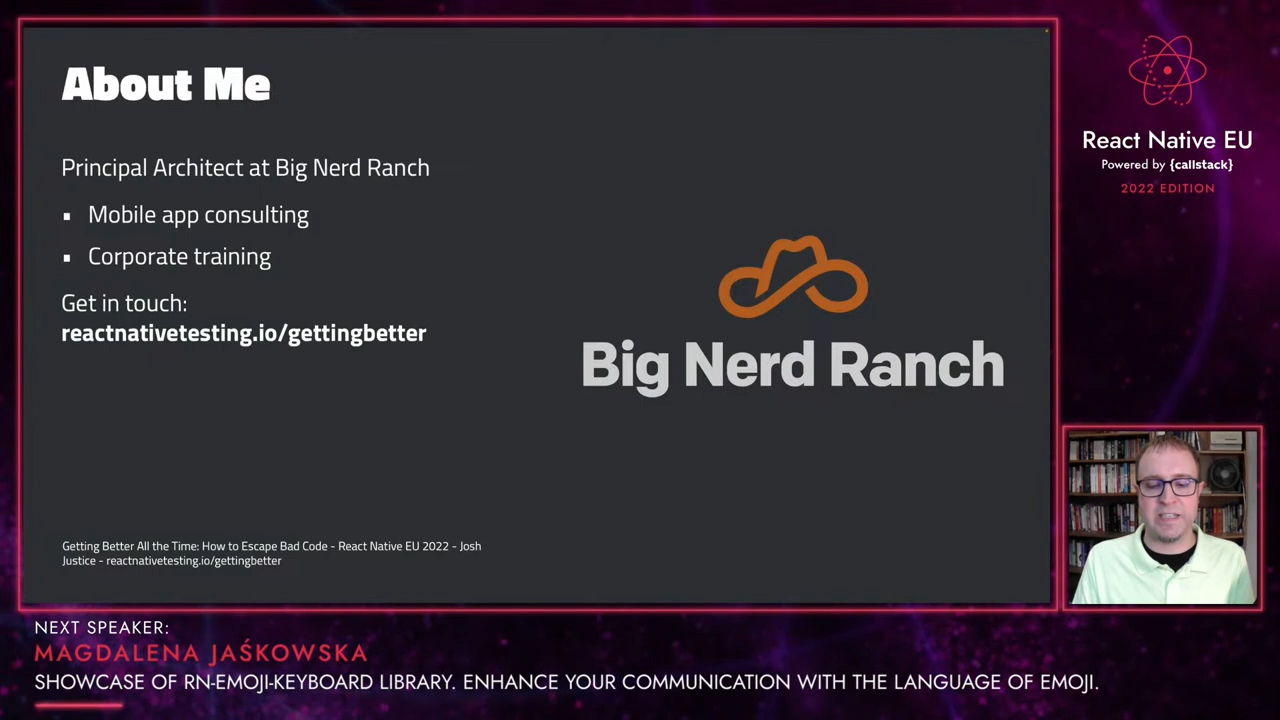 About Me
Principal Architect at Big Nerd Ranch
▪ Mobile app consulting
▪ Corporate training
Get in touch:
reactnativetesting.io/gettingbetter
Big Nerd Ranch
Getting Better All the Time: How to Escape Bad Code - React Native EU 2022 - Josh
Justice - reactnativetesting.io/gettingbetter
React Native EU
Powered by {callstack}
2022 EDITION
NEXT SPEAKER:
MAGDALENA JAŚKOWSKA
SHOWCASE OF RN-EMOJI-KEYBOARD LIBRARY. ENHANCE YOUR COMMUNICATION WITH THE LANGUAGE OF EMOJI.